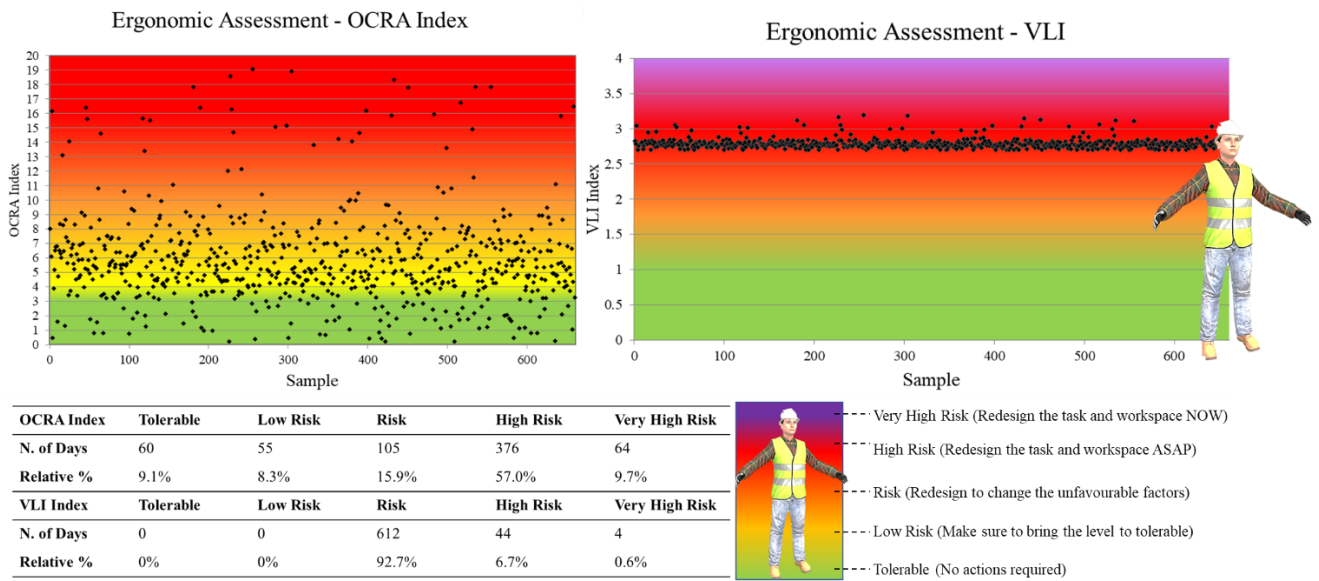 Ergonomic Assessment - OCRA Index
20
19
18
17
16
15
14
13
12
11
10
9
8
7
6
5
4
3
2
1
0
OCRA Index
0 100 200 300 400 500 600
Sample
Ergonomic Assessment - VLI
4
3.5
3
2.5
2
1.5
1
0.5
0
VLI Index
0 100 200 300 400 500 600
Sample
OCRA Index Tolerable Low Risk Risk High Risk Very High Risk
N. of Days 60 55 105 376 64
Relative % 9.1% 8.3% 15.9% 57.0% 9.7%
VLI Index Tolerable Low Risk Risk High Risk Very High Risk
N. of Days 0 0 612 44 4
Relative % 0% 0% 92.7% 6.7% 0.6%
Very High Risk (Redesign the task and workspace NOW)
High Risk (Redesign the task and workspace ASAP)
Risk (Redesign to change the unfavourable factors)
Low Risk (Make sure to bring the level to tolerable)
Tolerable (No actions required)